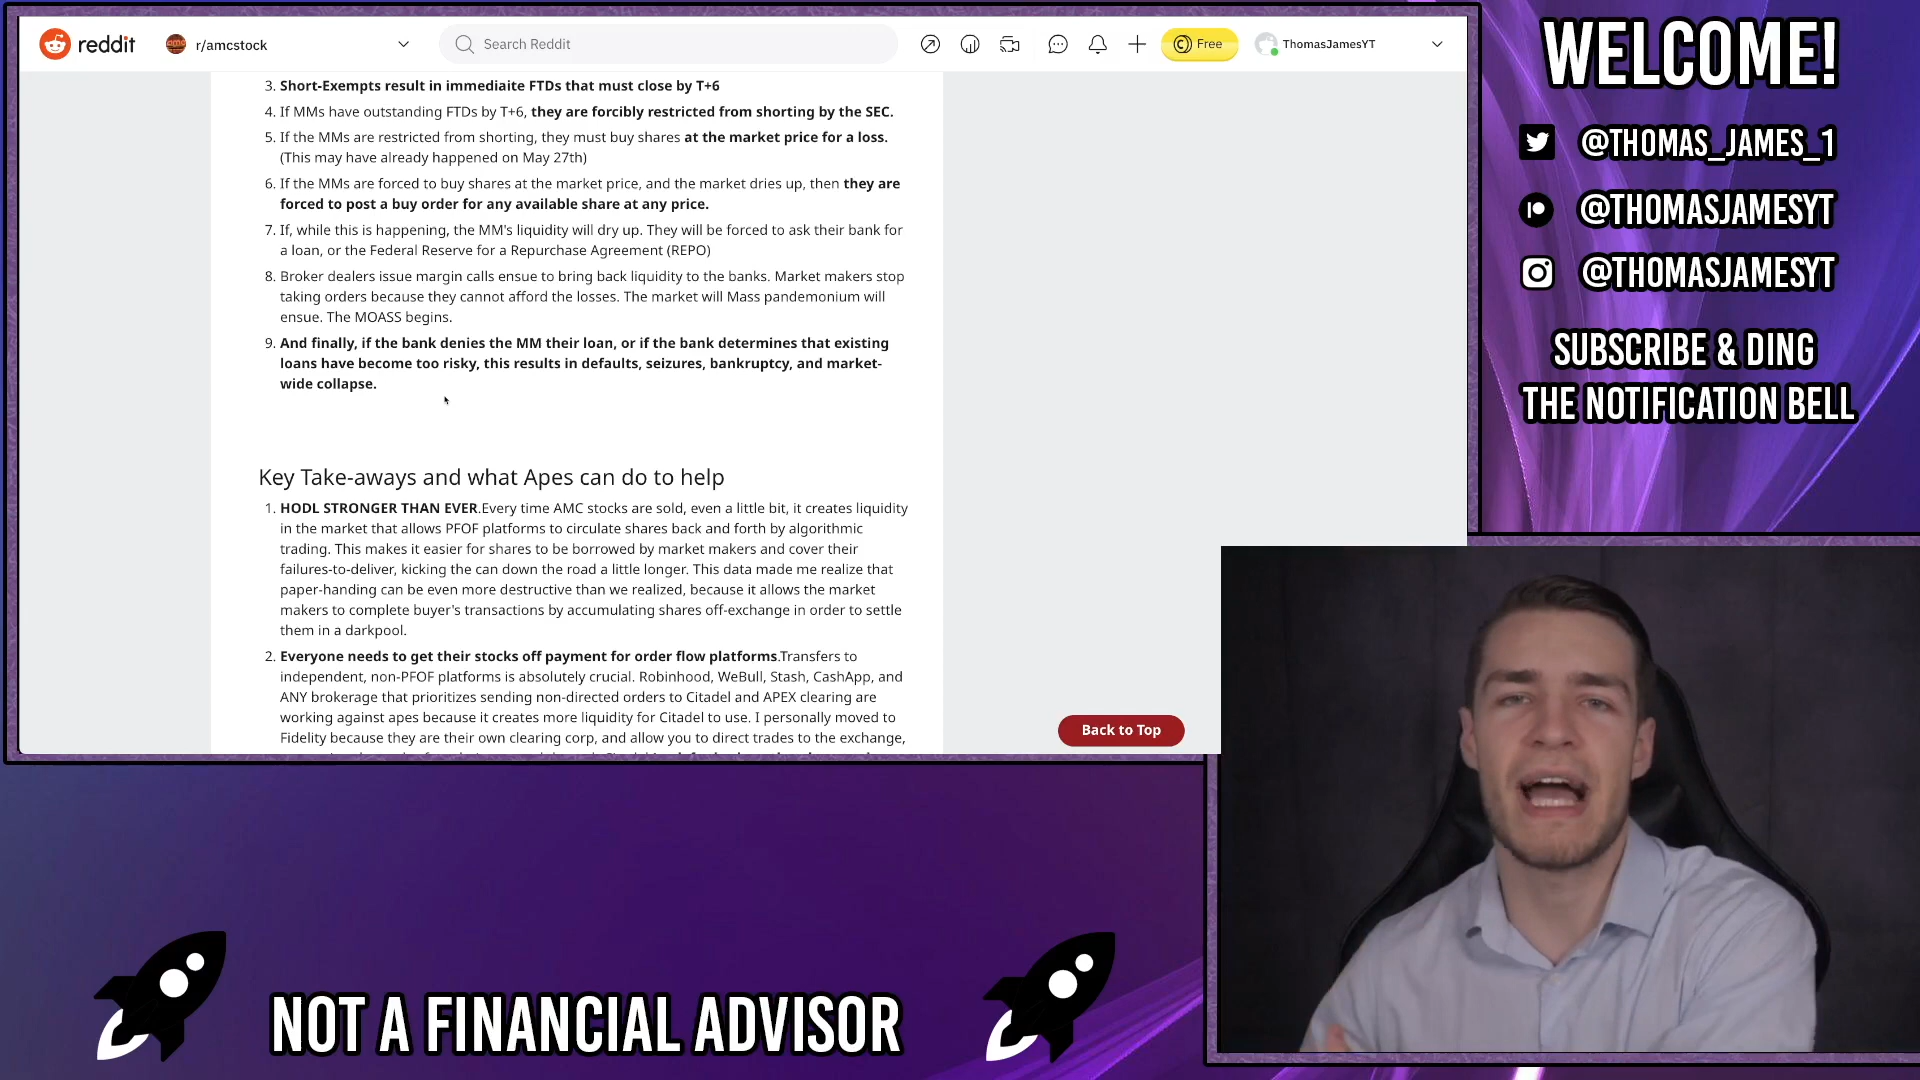 reddit
r/amcstock
Search Reddit
Free
ThomasJamesYT
3. Short-Exempts result in immediaite FTDs that must close by T+6
4. If MMs have outstanding FTDs by T+6, they are forcibly restricted from shorting by the SEC.
5. If the MMs are restricted from shorting, they must buy shares at the market price for a loss.
(This may have already happened on May 27th)
6. If the MMs are forced to buy shares at the market price, and the market dries up, then they are
forced to post a buy order for any available share at any price.
7. If, while this is happening, the MM's liquidity will dry up. They will be forced to ask their bank for
a loan, or the Federal Reserve for a Repurchase Agreement (REPO)
8. Broker dealers issue margin calls ensue to bring back liquidity to the banks. Market makers stop
taking orders because they cannot afford the losses. The market will Mass pandemonium will
ensue. The MOASS begins.
9. And finally, if the bank denies the MM their loan, or if the bank determines that existing
loans have become too risky, this results in defaults, seizures, bankruptcy, and market-
wide collapse.
Key Take-aways and what Apes can do to help
1. HODL STRONGER THAN EVER.Every time AMC stocks are sold, even a little bit, it creates liquidity
in the market that allows PFOF platforms to circulate shares back and forth by algorithmic
trading. This makes it easier for shares to be borrowed by market makers and cover their
failures-to-deliver, kicking the can down the road a little longer. This data made me realize that
paper-handing can be even more destructive than we realized, because it allows the market
makers to complete buyer's transactions by accumulating shares off-exchange in order to settle
them in a darkpool.
2. Everyone needs to get their stocks off payment for order flow platforms.Transfers to
independent, non-PFOF platforms is absolutely crucial. Robinhood, WeBull, Stash, CashApp, and
ANY brokerage that prioritizes sending non-directed orders to Citadel and APEX clearing are
working against apes because it creates more liquidity for Citadel to use. I personally moved to
Fidelity because they are their own clearing corp, and allow you to direct trades to the exchange,
Back to Top
WELCOME!
@THOMAS_JAMES_1
@THOMASJAMESYT
@THOMASJAMESYT
SUBSCRIBE & DING
THE NOTIFICATION BELL
NOT A FINANCIAL ADVISOR